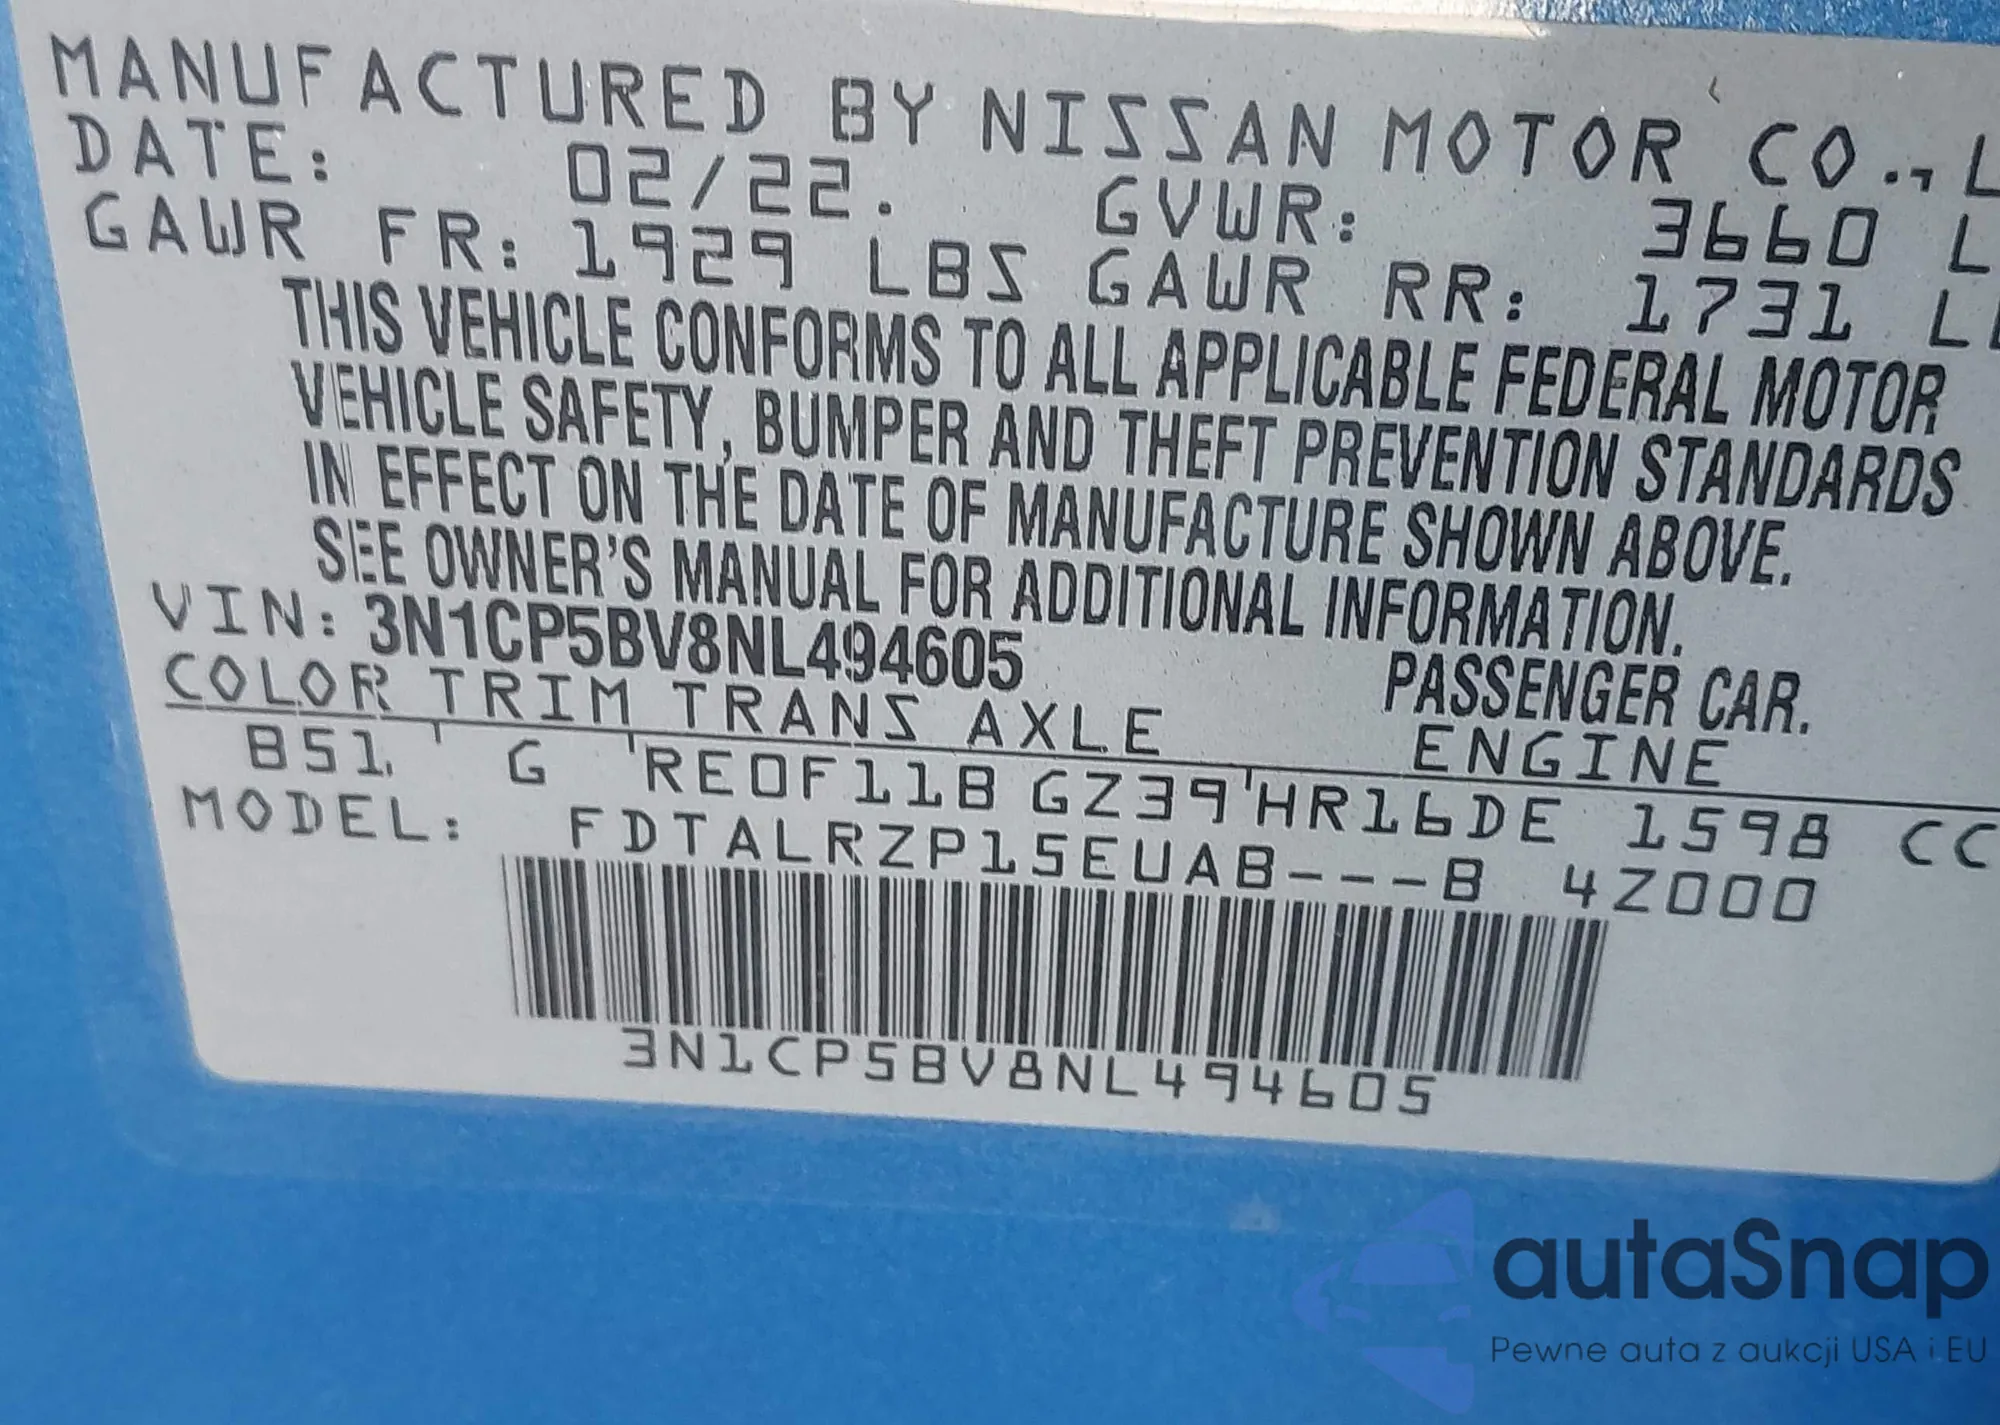 MANUFACTURED BY NISSAN MOTOR CO., L
DATE: 02/22. GVWR: 3660 L
GAWR FR: 1929 LBS GAWR RR: 1731 LB
THIS VEHICLE CONFORMS TO ALL APPLICABLE FEDERAL MOTOR
VEHICLE SAFETY, BUMPER AND THEFT PREVENTION STANDARDS
IN EFFECT ON THE DATE OF MANUFACTURE SHOWN ABOVE.
SEE OWNER'S MANUAL FOR ADDITIONAL INFORMATION.
VIN: 3N1CP5BV8NL494605 PASSENGER CAR.
COLOR TRIM TRANS AXLE ENGINE
B51 G RE0F11B GZ39 HR16DE 1598 CC
MODEL: FDTALRZP15EUAB---B 4Z000
3N1CP5BV8NL494605
autaSnap
Pewne auta z aukcji USA i EU